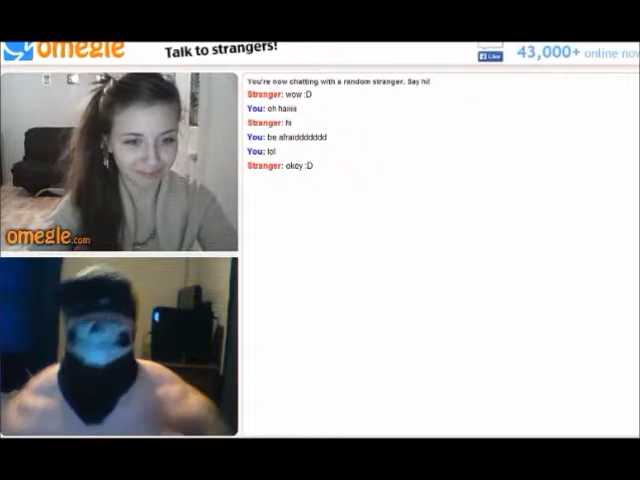 omegle Talk to strangers! Like 43,000+ online now
You're now chatting with a random stranger. Say hi!
Stranger: wow :D
You: oh haiiii
Stranger: hi
You: be afraiddddddd
You: lol
Stranger: okey :D
omegle.com